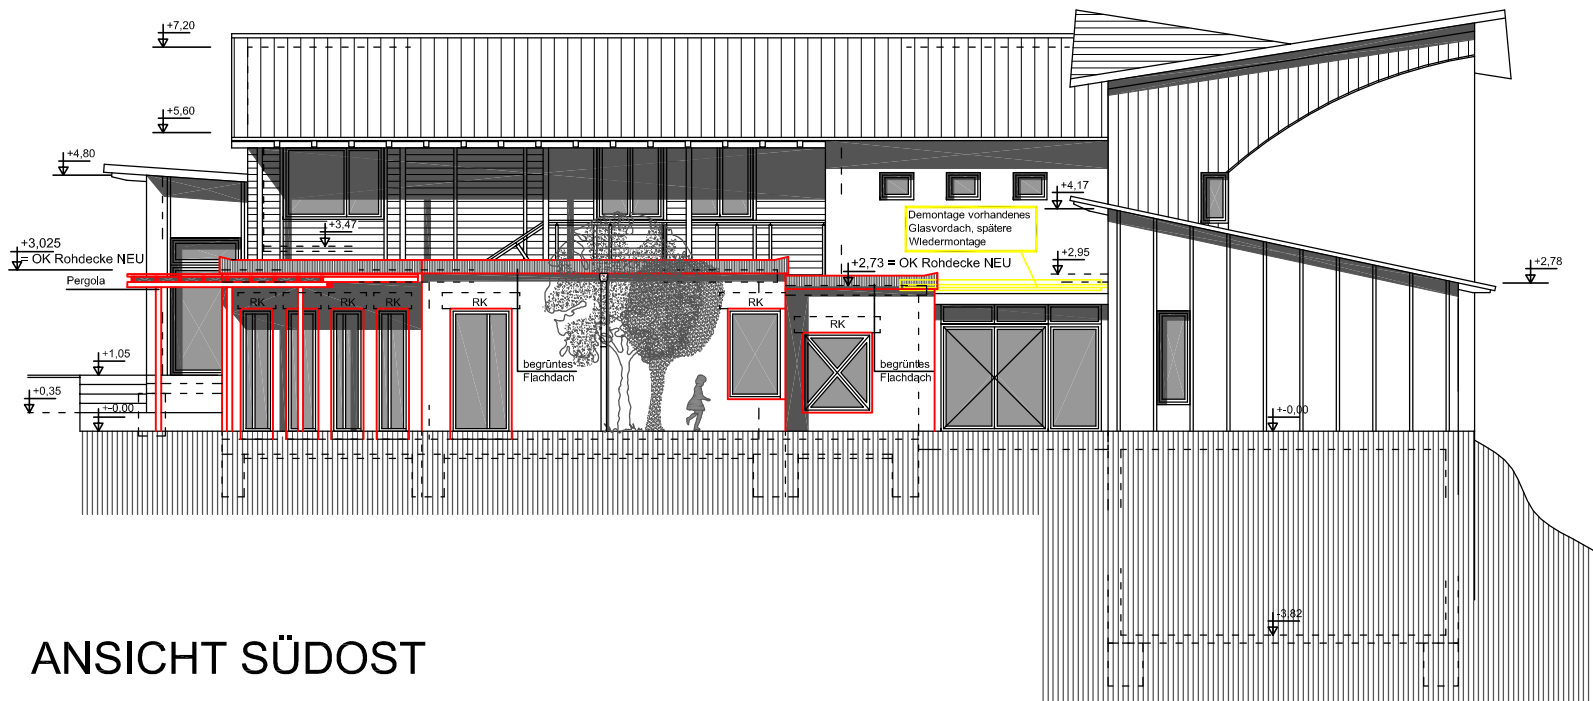 +7,20
+5,60
+4,80
+4,17
Demontage vorhandenes
Glasvordach, spätere
Wiedermontage
+3,47
+3,025
= OK Rohdecke NEU
+2,73 = OK Rohdecke NEU
+2,95
+2,78
Pergola
RK
RK
RK
RK
RK
RK
RK
begrüntes
Flachdach
begrüntes
Flachdach
+1,05
+0,35
+-0,00
+-0,00
-3,82
ANSICHT SÜDOST